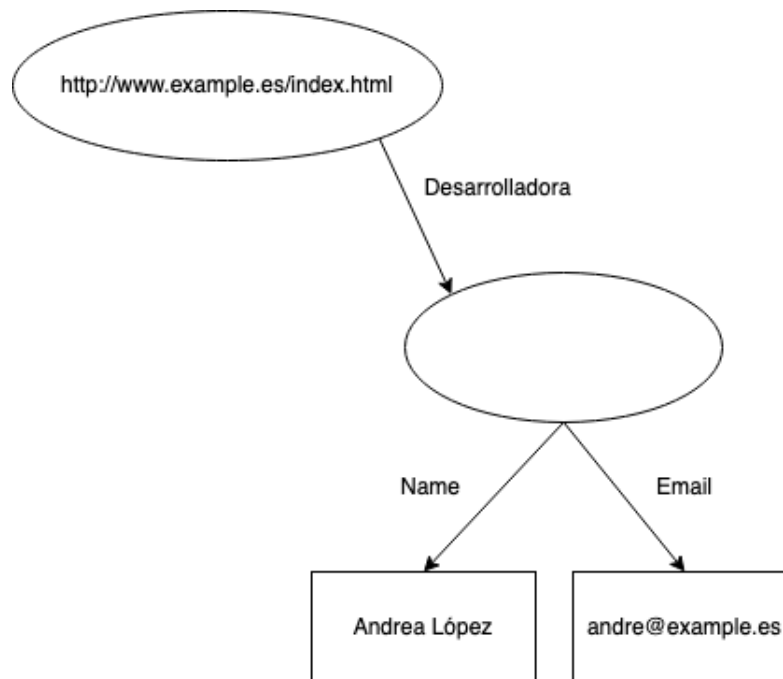 http://www.example.es/index.html
Desarrolladora
Name
Email
Andrea López
andre@example.es